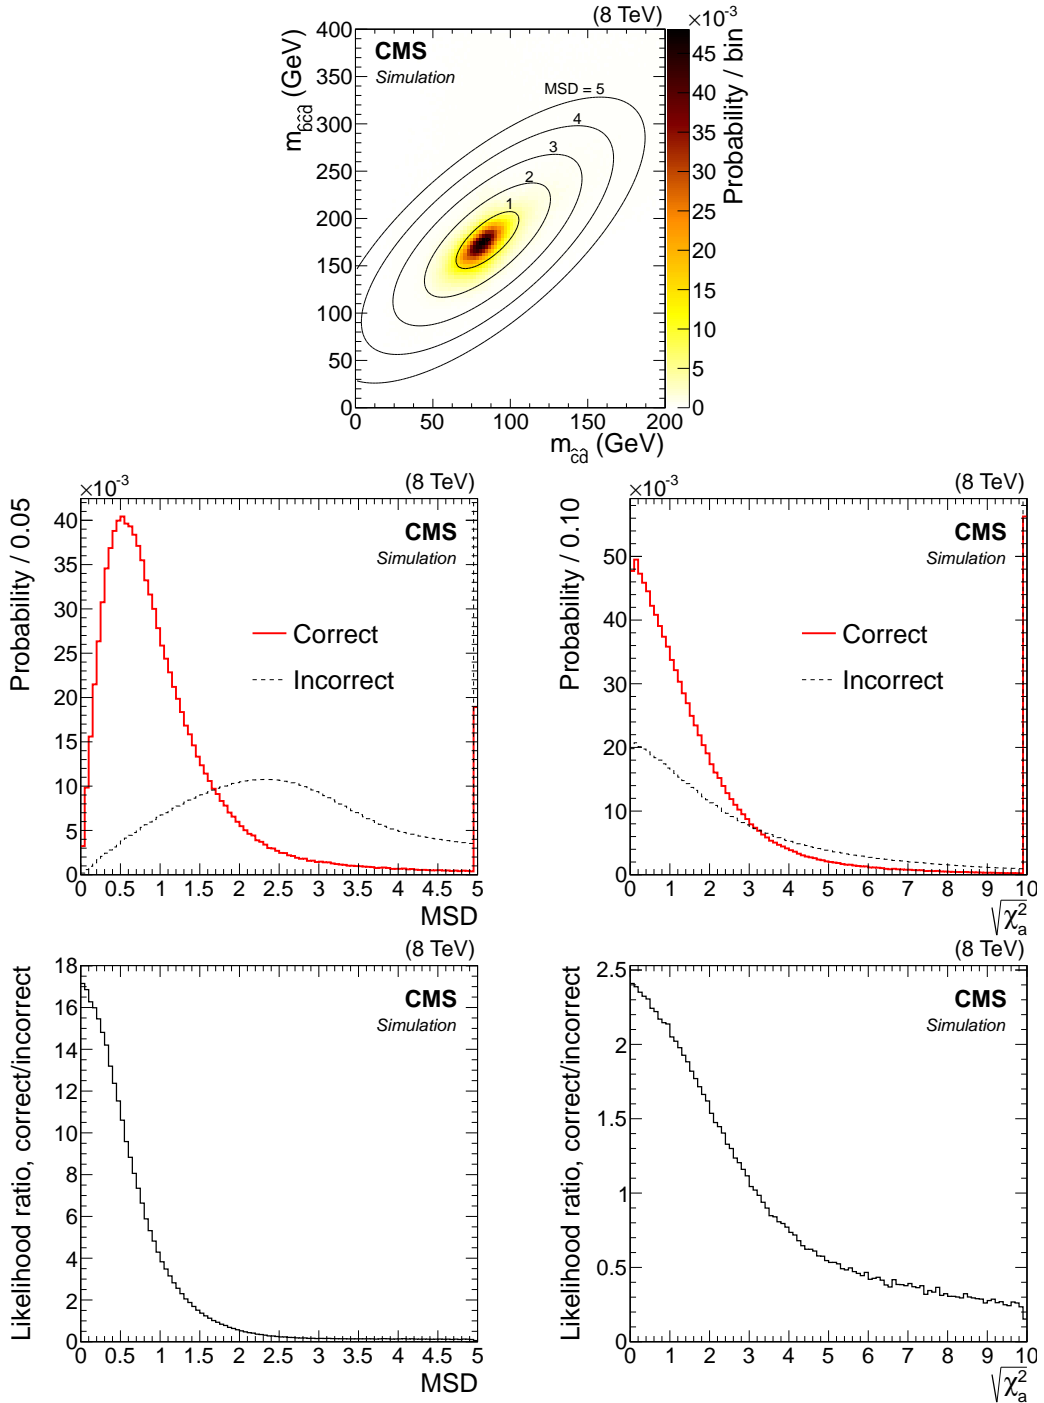 (8 TeV)
×10⁻³
CMS
Simulation
MSD = 5
4
3
2
1
m_b̂ĉd̂ (GeV)
400
350
300
250
200
150
100
50
0
0 50 100 150 200
m_ĉd̂ (GeV)
Probability / bin
45
40
35
30
25
20
15
10
5
0
×10⁻³
(8 TeV)
CMS
Simulation
Correct
Incorrect
Probability / 0.05
40
35
30
25
20
15
10
5
0
0 0.5 1 1.5 2 2.5 3 3.5 4 4.5 5
MSD
×10⁻³
(8 TeV)
CMS
Simulation
Correct
Incorrect
Probability / 0.10
50
40
30
20
10
0
0 1 2 3 4 5 6 7 8 9 10
√χ²_a
(8 TeV)
CMS
Simulation
Likelihood ratio, correct/incorrect
18
16
14
12
10
8
6
4
2
0
0 0.5 1 1.5 2 2.5 3 3.5 4 4.5 5
MSD
(8 TeV)
CMS
Simulation
Likelihood ratio, correct/incorrect
2.5
2
1.5
1
0.5
0
0 1 2 3 4 5 6 7 8 9 10
√χ²_a